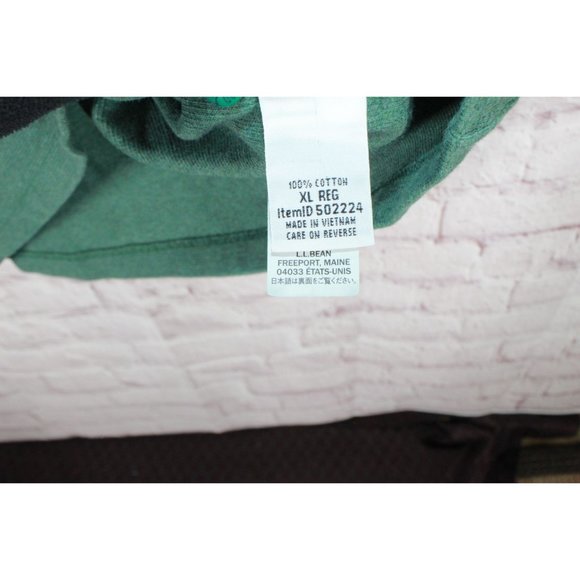 100% COTTON
XL REG
ItemID 502224
MADE IN VIETNAM
CARE ON REVERSE
L.L.BEAN
FREEPORT, MAINE
04033 ÉTATS-UNIS
日本語は裏面をご覧ください。